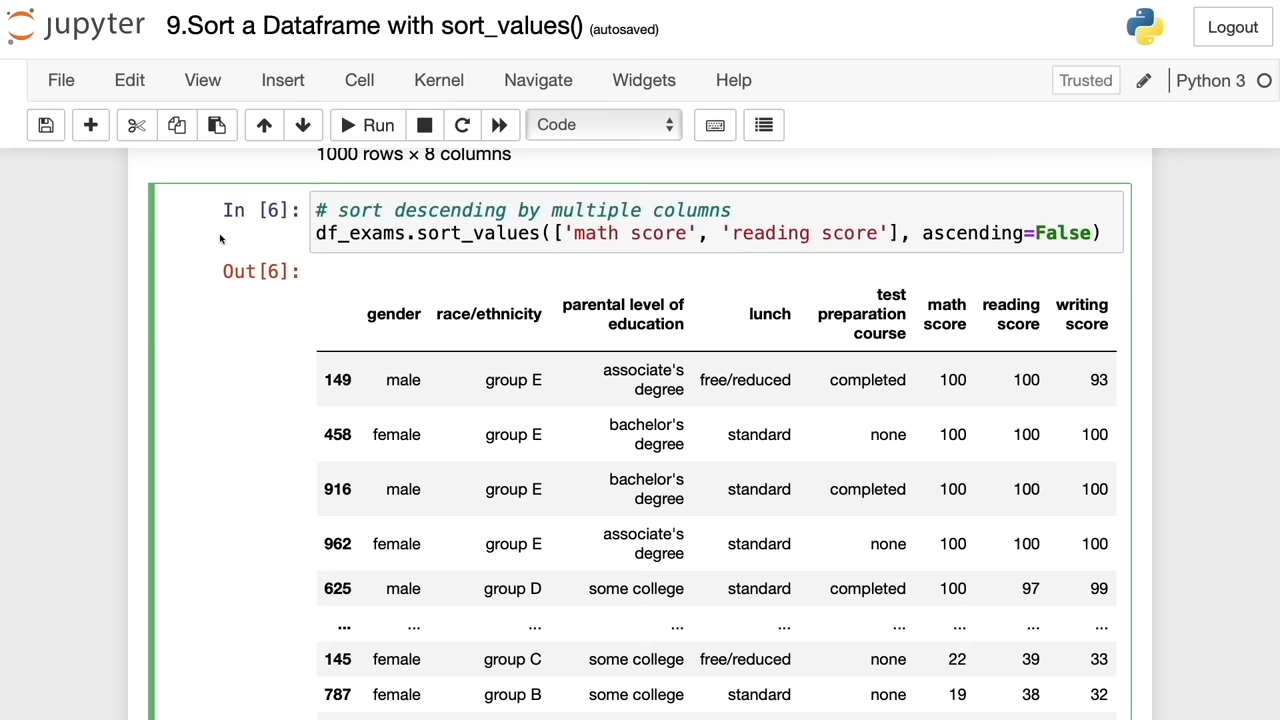 jupyter 9.Sort a Dataframe with sort_values() (autosaved) Logout
File Edit View Insert Cell Kernel Navigate Widgets Help Trusted Python 3
Run Code
1000 rows × 8 columns
In [6]: # sort descending by multiple columns
df_exams.sort_values(['math score', 'reading score'], ascending=False)
Out[6]:
gender race/ethnicity parental level of education lunch test preparation course math score reading score writing score
149 male group E associate's degree free/reduced completed 100 100 93
458 female group E bachelor's degree standard none 100 100 100
916 male group E bachelor's degree standard completed 100 100 100
962 female group E associate's degree standard none 100 100 100
625 male group D some college standard completed 100 97 99
... ... ... ... ... ... ... ... ...
145 female group C some college free/reduced none 22 39 33
787 female group B some college standard none 19 38 32